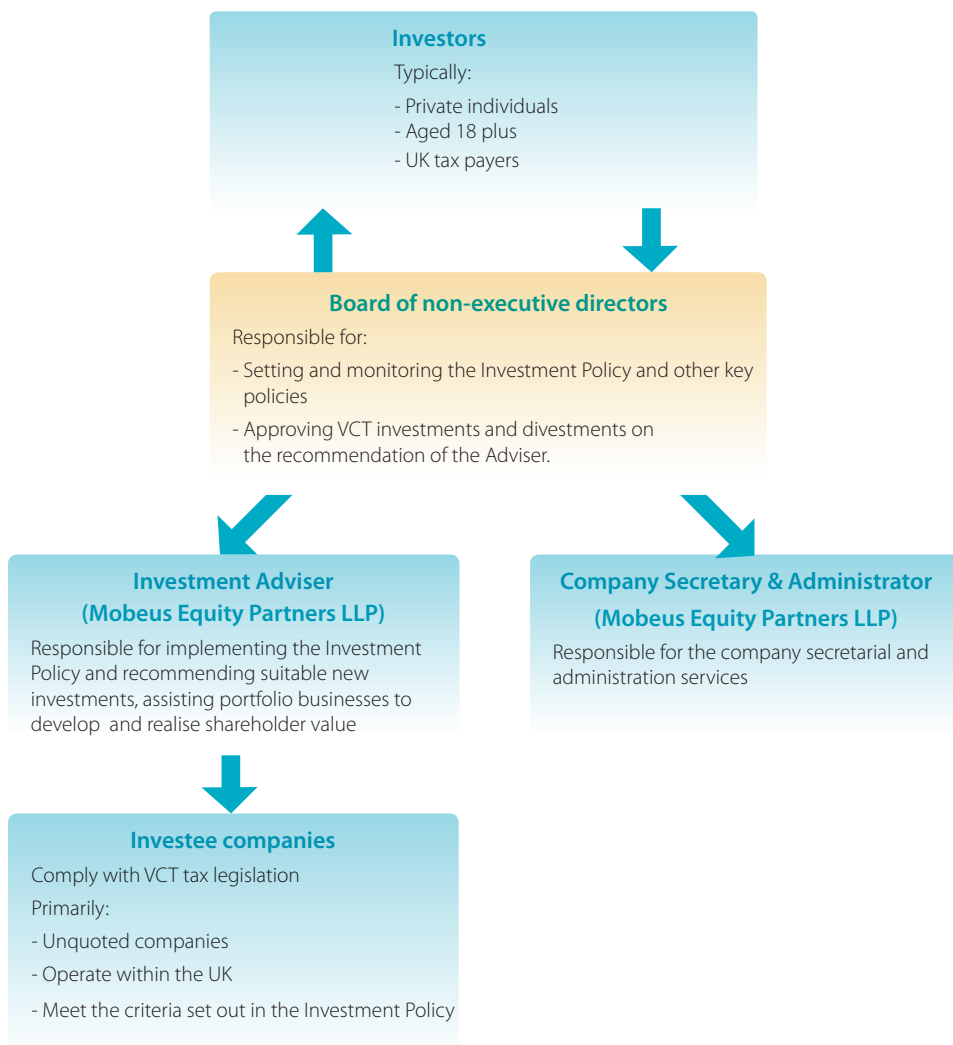 Investors
Typically:
- Private individuals
- Aged 18 plus
- UK tax payers
Board of non-executive directors
Responsible for:
- Setting and monitoring the Investment Policy and other key
policies
- Approving VCT investments and divestments on
the recommendation of the Adviser.
Investment Adviser
(Mobeus Equity Partners LLP)
Responsible for implementing the Investment
Policy and recommending suitable new
investments, assisting portfolio businesses to
develop and realise shareholder value
Company Secretary & Administrator
(Mobeus Equity Partners LLP)
Responsible for the company secretarial and
administration services
Investee companies
Comply with VCT tax legislation
Primarily:
- Unquoted companies
- Operate within the UK
- Meet the criteria set out in the Investment Policy